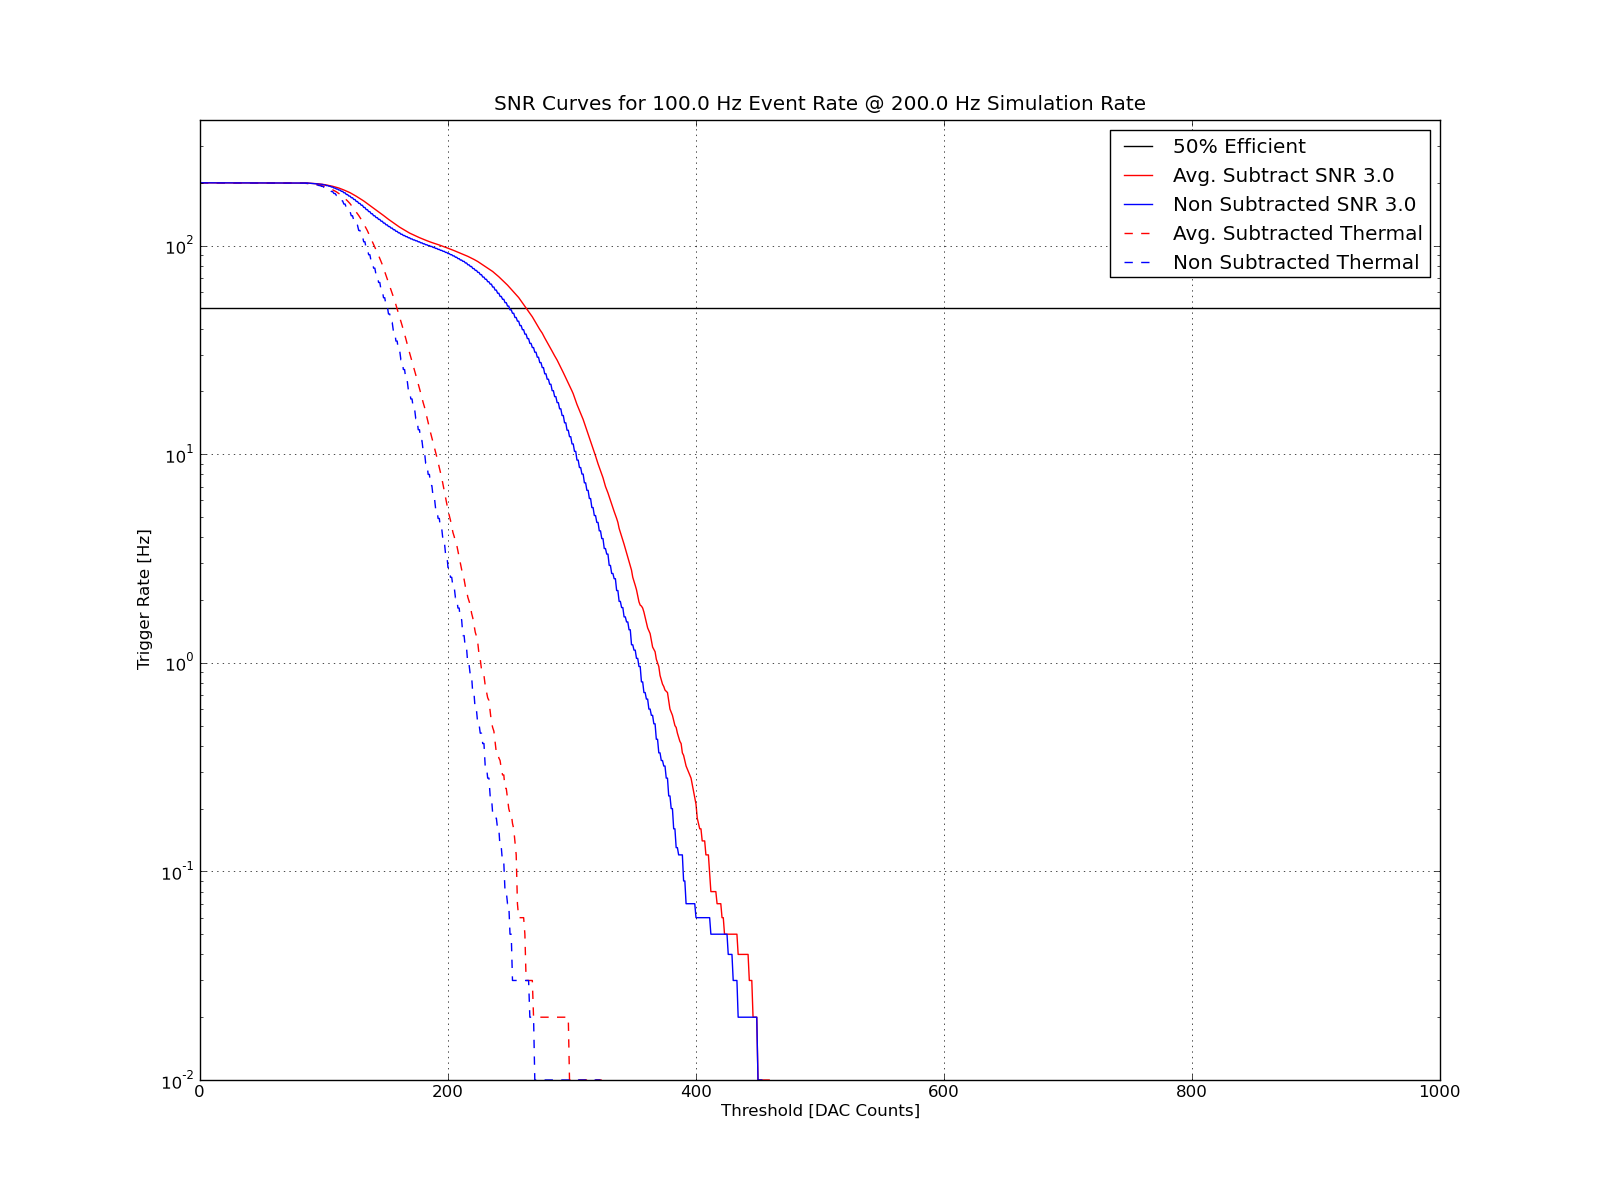 SNR Curves for 100.0 Hz Event Rate @ 200.0 Hz Simulation Rate
50% Efficient
Avg. Subtract SNR 3.0
Non Subtracted SNR 3.0
Avg. Subtracted Thermal
Non Subtracted Thermal
Trigger Rate [Hz]
10^2
10^1
10^0
10^-1
10^-2
0 200 400 600 800 1000
Threshold [DAC Counts]